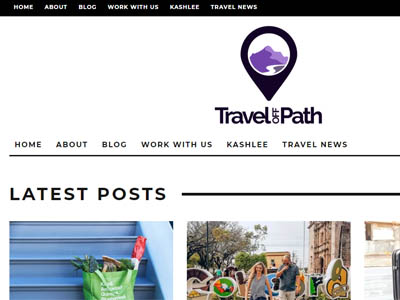 HOME ABOUT BLOG WORK WITH US KASHLEE TRAVEL NEWS
Travel OFF Path
HOME ABOUT BLOG WORK WITH US KASHLEE TRAVEL NEWS
LATEST POSTS